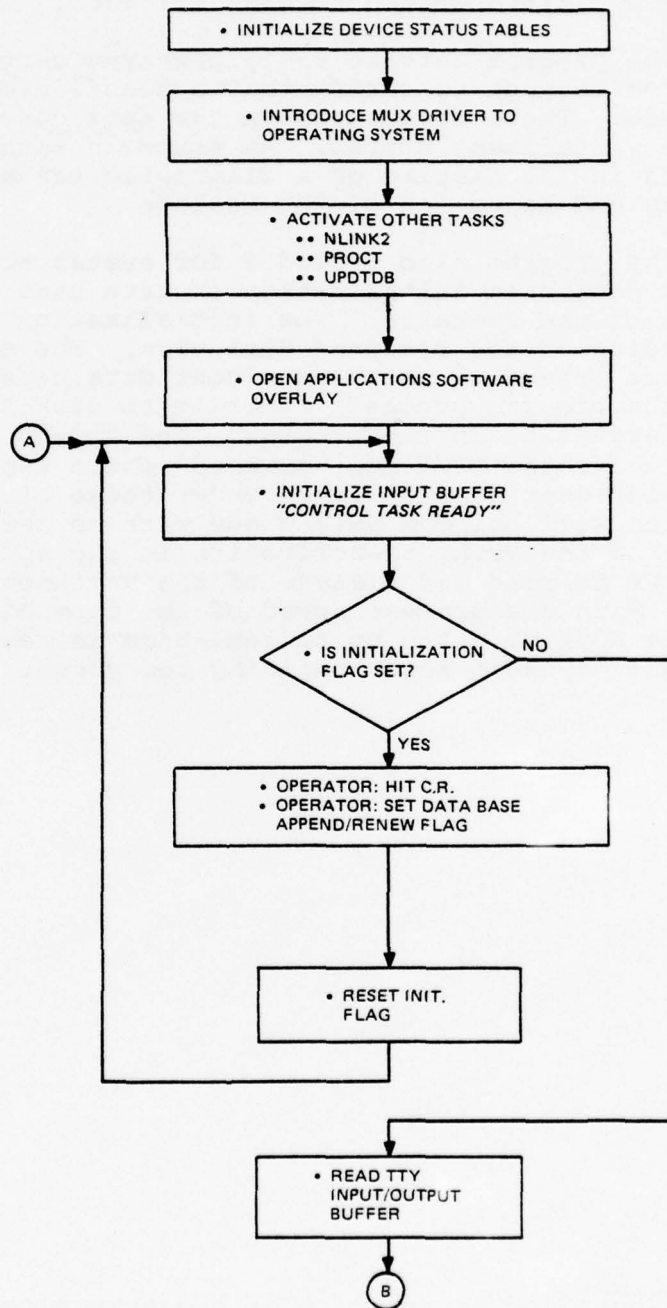 • INITIALIZE DEVICE STATUS TABLES
• INTRODUCE MUX DRIVER TO
OPERATING SYSTEM
• ACTIVATE OTHER TASKS
•• NLINK2
•• PROCT
•• UPDTDB
• OPEN APPLICATIONS SOFTWARE
OVERLAY
A
• INITIALIZE INPUT BUFFER
"CONTROL TASK READY"
• IS INITIALIZATION
FLAG SET?
NO
YES
• OPERATOR: HIT C.R.
• OPERATOR: SET DATA BASE
APPEND/RENEW FLAG
• RESET INIT.
FLAG
• READ TTY
INPUT/OUTPUT
BUFFER
B